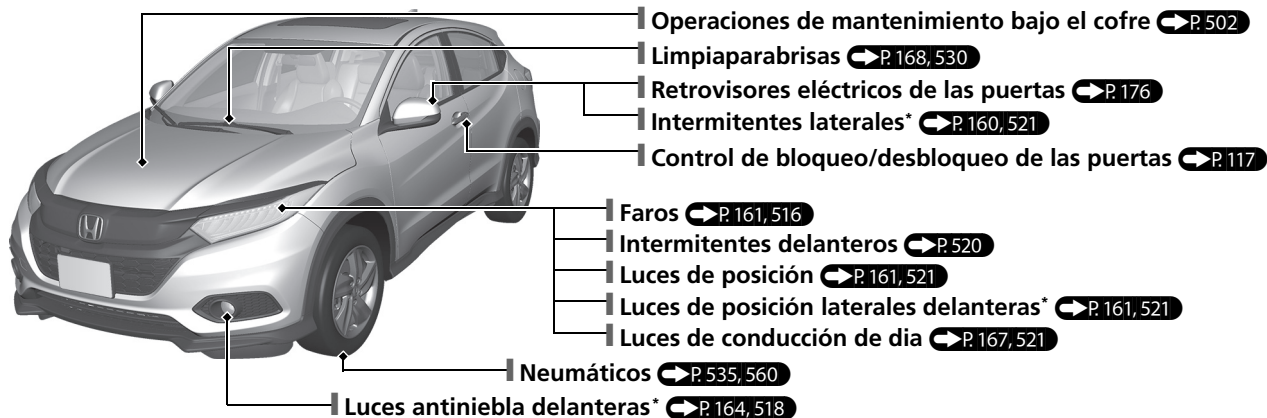 Operaciones de mantenimiento bajo el cofre P. 502
Limpiaparabrisas P. 168, 530
Retrovisores eléctricos de las puertas P. 176
Intermitentes laterales* P. 160, 521
Control de bloqueo/desbloqueo de las puertas P. 117
Faros P. 161, 516
Intermitentes delanteros P. 520
Luces de posición P. 161, 521
Luces de posición laterales delanteras* P. 161, 521
Luces de conducción de dia P. 167, 521
Neumáticos P. 535, 560
Luces antiniebla delanteras* P. 164, 518